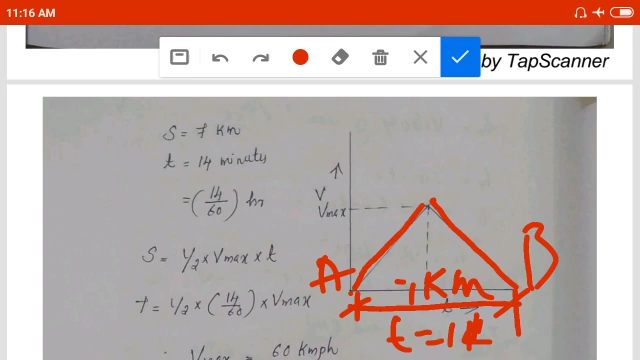 11:16 AM
by TapScanner
S = 7 Km
t = 14 minutes
= (14/60) hr
S = 1/2 × Vmax × t
7 = 1/2 × (14/60) × Vmax
Vmax = 60 Kmph
V
Vmax
A
B
7Km
t = 1